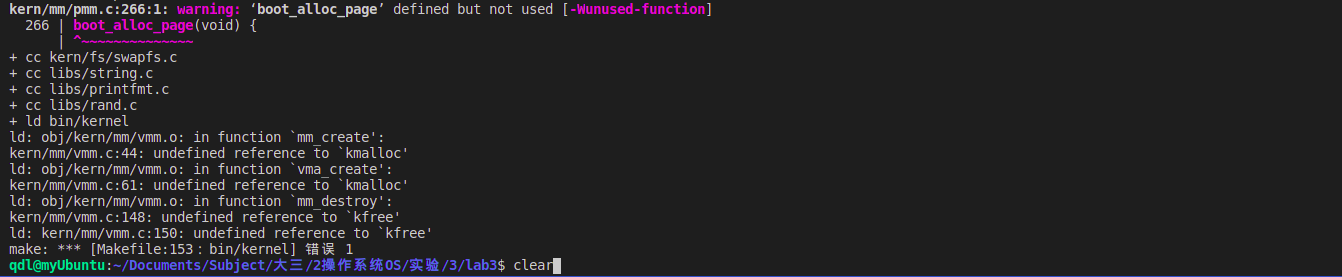 kern/mm/pmm.c:266:1: warning: ‘boot_alloc_page’ defined but not used [-Wunused-function]
  266 | boot_alloc_page(void) {
      | ^~~~~~~~~~~~~~~
+ cc kern/fs/swapfs.c
+ cc libs/string.c
+ cc libs/printfmt.c
+ cc libs/rand.c
+ ld bin/kernel
ld: obj/kern/mm/vmm.o: in function `mm_create':
kern/mm/vmm.c:44: undefined reference to `kmalloc'
ld: obj/kern/mm/vmm.o: in function `vma_create':
kern/mm/vmm.c:61: undefined reference to `kmalloc'
ld: obj/kern/mm/vmm.o: in function `mm_destroy':
kern/mm/vmm.c:148: undefined reference to `kfree'
ld: kern/mm/vmm.c:150: undefined reference to `kfree'
make: *** [Makefile:153：bin/kernel] 错误 1
qdl@myUbuntu:~/Documents/Subject/大三/2操作系统OS/实验/3/lab3$ clear